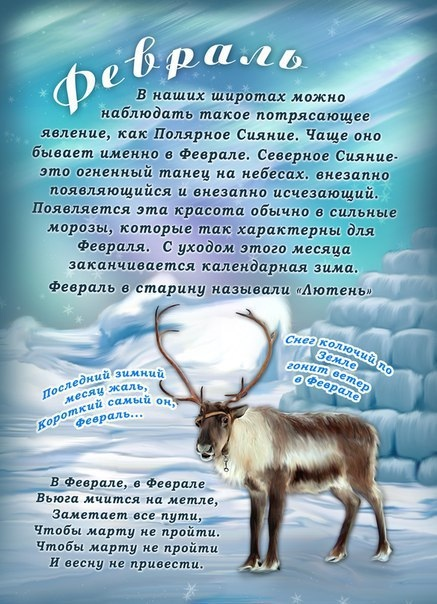 Февраль
В наших широтах можно
наблюдать такое потрясающее
явление, как Полярное Сияние. Чаще оно
бывает именно в Феврале. Северное Сияние-
это огненный танец на небесах. внезапно
появляющийся и внезапно исчезающий.
Появляется эта красота обычно в сильные
морозы, которые так характерны для
Февраля. С уходом этого месяца
заканчивается календарная зима.
Февраль в старину называли «Лютень»
Последний зимний
месяц жаль,
Короткий самый он,
Февраль...
Снег колючий по
Земле
гонит ветер
в Феврале
В Феврале, в Феврале
Вьюга мчится на метле,
Заметает все пути,
Чтобы марту не пройти.
Чтобы марту не пройти
И весну не привести.